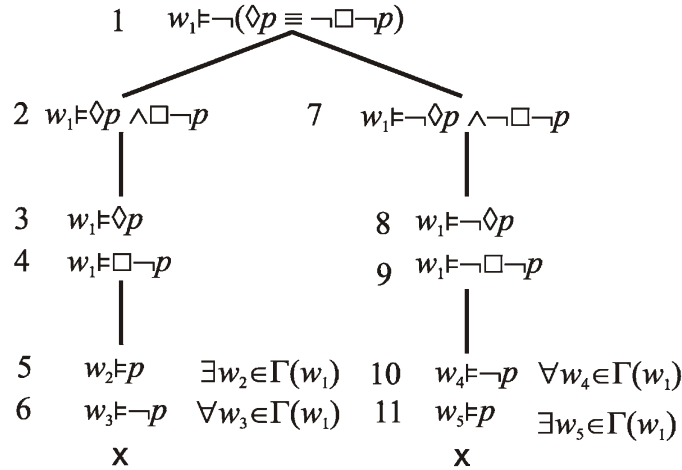 1 w₁⊨¬(◊p ≡ ¬□¬p)
2 w₁⊨◊p ∧□¬p 7 w₁⊨¬◊p ∧¬□¬p
3 w₁⊨◊p 8 w₁⊨¬◊p
4 w₁⊨□¬p 9 w₁⊨¬□¬p
5 w₂⊨p ∃w₂∈Γ(w₁) 10 w₄⊨¬p ∀w₄∈Γ(w₁)
6 w₃⊨¬p ∀w₃∈Γ(w₁) 11 w₅⊨p ∃w₅∈Γ(w₁)
x x